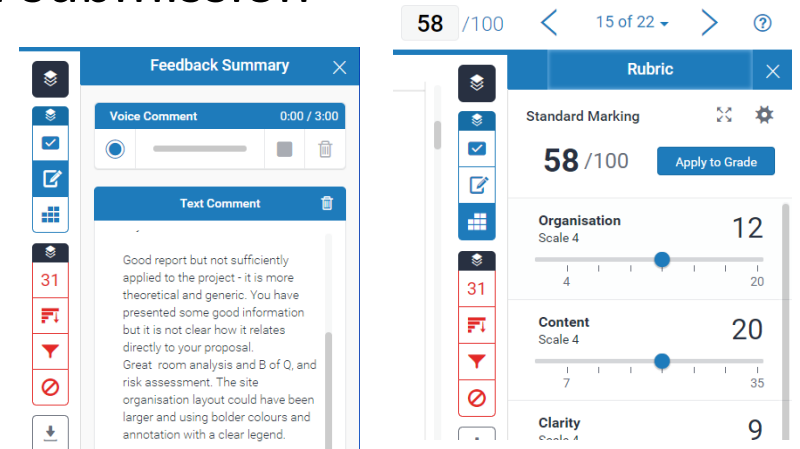 Submission
Feedback Summary
Voice Comment 0:00 / 3:00
Text Comment
Good report but not sufficiently
applied to the project - it is more
theoretical and generic. You have
presented some good information
but it is not clear how it relates
directly to your proposal.
Great room analysis and B of Q, and
risk assessment. The site
organisation layout could have been
larger and using bolder colours and
annotation with a clear legend.
31
58 /100
15 of 22
Rubric
Standard Marking
58 /100
Apply to Grade
Organisation
Scale 4
12
4 20
Content
Scale 4
20
7 35
Clarity
Scale 4
9
31